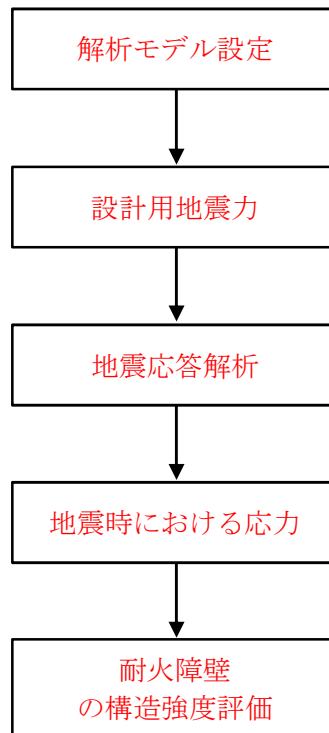 解析モデル設定
設計用地震力
地震応答解析
地震時における応力
耐火障壁
の構造強度評価